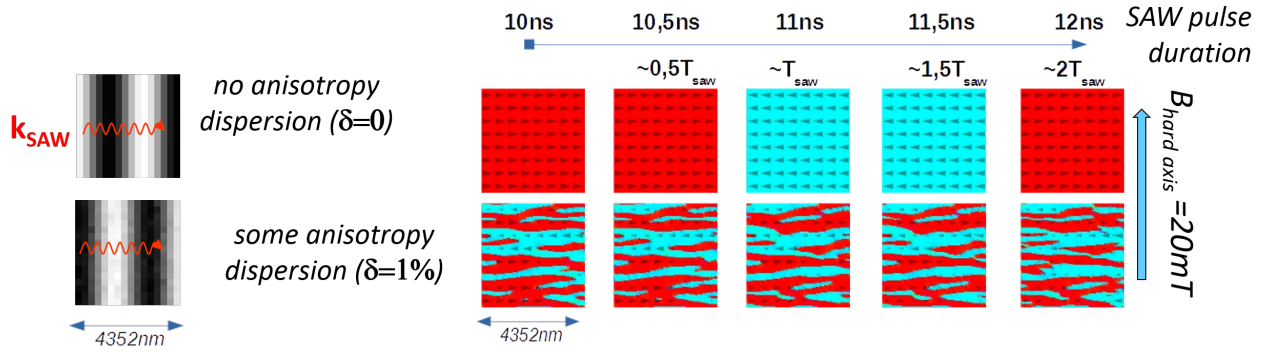 10ns 10,5ns 11ns 11,5ns 12ns
SAW pulse
duration
~0,5Tsaw ~Tsaw ~1,5Tsaw ~2Tsaw
kSAW
no anisotropy
dispersion (δ=0)
some anisotropy
dispersion (δ=1%)
Bhard axis =20mT
4352nm
4352nm